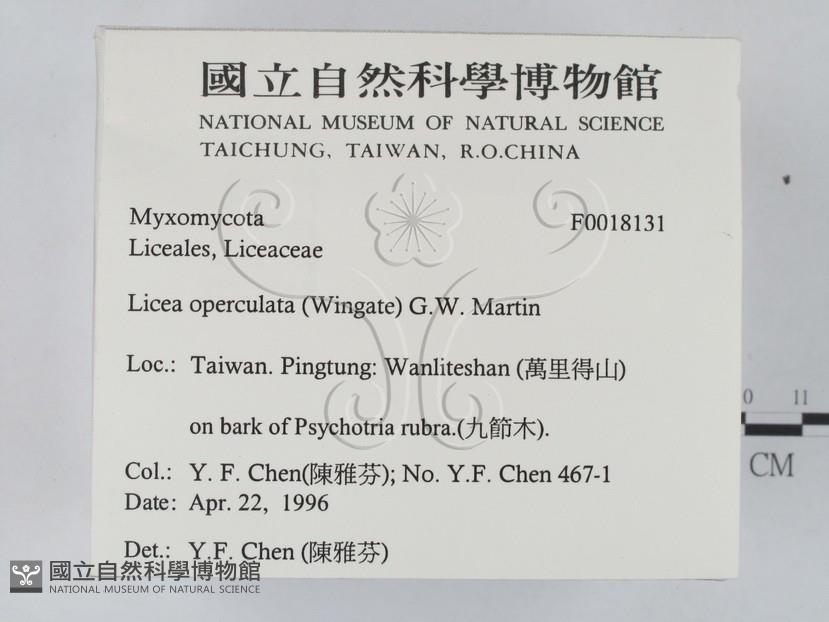 國立自然科學博物館
NATIONAL MUSEUM OF NATURAL SCIENCE
TAICHUNG, TAIWAN, R.O.CHINA
Myxomycota F0018131
Liceales, Liceaceae
Licea operculata (Wingate) G.W. Martin
Loc.: Taiwan. Pingtung: Wanliteshan (萬里得山)
on bark of Psychotria rubra.(九節木).
Col.: Y. F. Chen(陳雅芬); No. Y.F. Chen 467-1
Date: Apr. 22, 1996
Det.: Y.F. Chen (陳雅芬)
0 11
CM
國立自然科學博物館
NATIONAL MUSEUM OF NATURAL SCIENCE